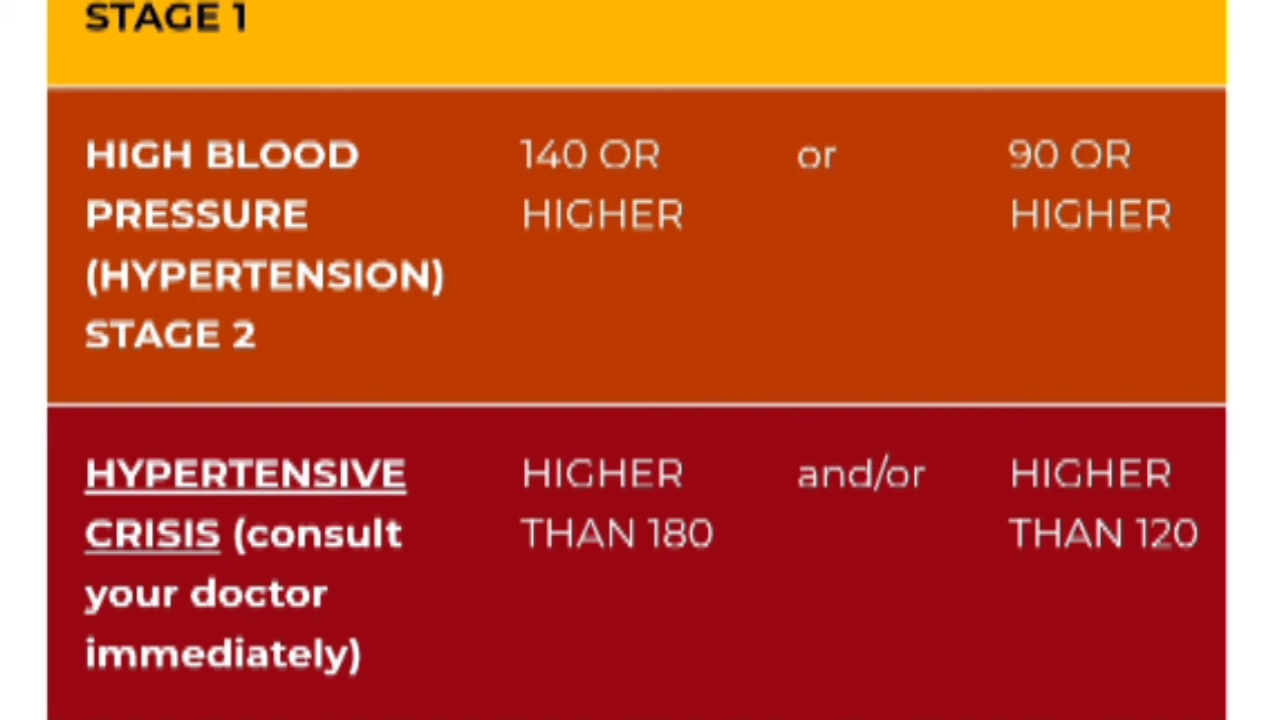 STAGE 1
HIGH BLOOD 140 OR or 90 OR
PRESSURE HIGHER HIGHER
(HYPERTENSION)
STAGE 2
HYPERTENSIVE HIGHER and/or HIGHER
CRISIS (consult THAN 180 THAN 120
your doctor
immediately)